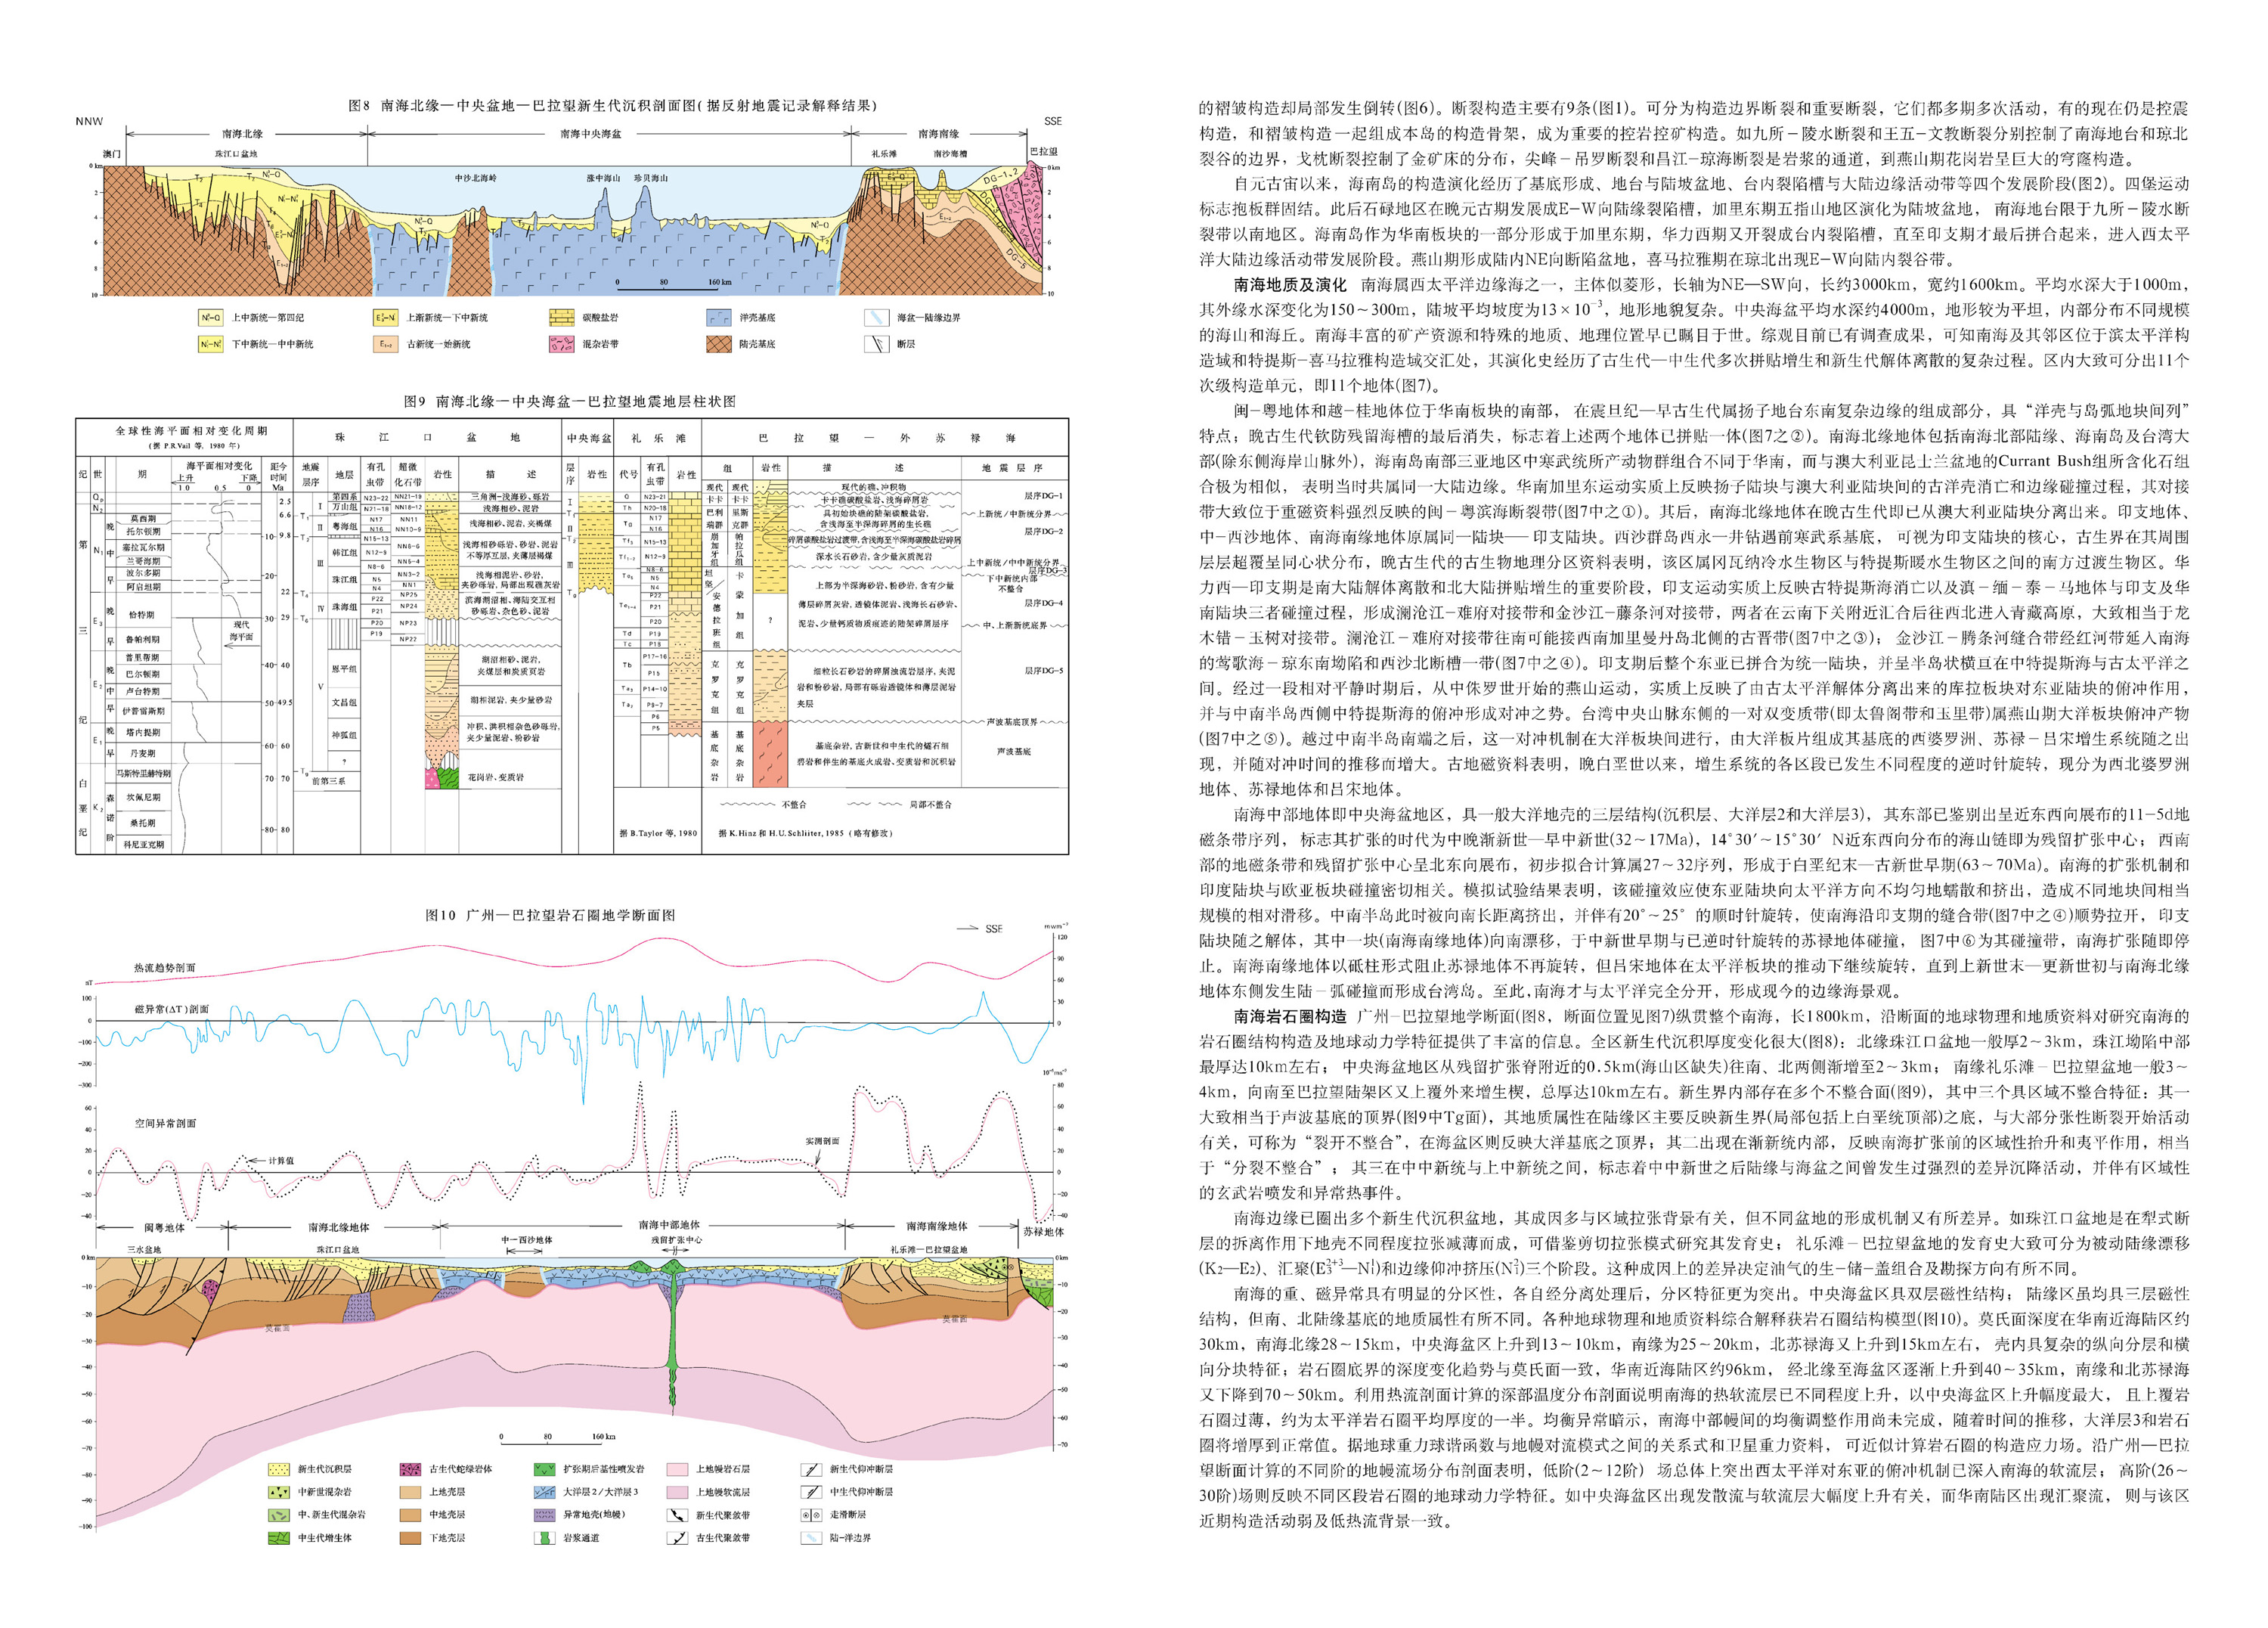 图8 南海北缘—中央盆地—巴拉望新生代沉积剖面图(据反射地震记录解释结果)
NNW
SSE
南海北缘
南海中央海盆
南海南缘
澳门
珠江口盆地
礼乐滩
南沙海槽
巴拉望
中沙北海岭
涨中海山
珍贝海山
0 km
2
4
6
8
10
0 80 160 km
上中新统—第四纪
上渐新统—下中新统
碳酸盐岩
洋壳基底
海盆—陆缘边界
下中新统—中中新统
古新统—始新统
混杂岩带
陆壳基底
断层
图9 南海北缘—中央海盆—巴拉望地震地层柱状图
全球性海平面相对变化周期
(据 P.R.Vail 等, 1980 年)
珠江口盆地
中央海盆
礼乐滩
巴拉望—外苏禄海
纪 世 期 海平面相对变化 上升 下降 1.0 0.5 0 距今时间 Ma
地震层序 地层 有孔虫带 超微化石带 岩性 描述
层序 岩性
代号 有孔虫带 岩性
组 岩性 描述 地震层序
莫西期
托尔顿期
塞拉瓦尔期
兰哥海期
波尔多期
阿启坦期
恰特期
鲁帕利期
普里帮期
巴尔顿期
卢台特期
伊普雷斯期
塔内提期
丹麦期
马斯特里赫特期
坎佩尼期
桑托期
科尼亚克期
现代海平面
第四系 N23-22 NN21-19 三角洲-浅海砂、砾岩
万山组 N21-18 NN18-12 浅海相砂、泥岩
粤海组 N17 N16 NN11 NN10-9 浅海相砂、泥岩, 夹褐煤
韩江组 N15-13 N12-9 NN8-6 NN5-4 浅海相砂砾岩、砂岩、泥岩不等厚互层, 夹薄层褐煤
珠江组 N8-6 N5 N4 NN3-2 NN1 浅海相泥岩、砂岩, 夹砂砾岩, 局部出现礁灰岩
珠海组 P22 P21 NP25 NP24 滨海湖沼相、海陆交互相砂砾岩、杂色砂、泥岩
P20 P19 NP23 NP22
恩平组 湖沼相砂、泥岩, 夹煤层和炭质页岩
文昌组 湖相泥岩, 夹少量砂岩
神狐组 冲积、洪积相杂色砂砾岩, 夹少量泥岩、粉砂岩
前第三系 花岗岩、变质岩
现代的礁、冲积物
卡卡礁碳酸盐岩、浅海碎屑岩
具初始块礁的陆架碳酸盐岩, 含浅海至半深海碎屑的生长礁
碎屑碳酸盐岩过渡带, 含浅海至半深海碳酸盐岩碎屑
深水长石砂岩, 含少量灰质泥岩
上部为半深海砂岩、粉砂岩, 含有少量
薄层碎屑灰岩、透镜体泥岩、浅海长石砂岩、
泥岩、少量钙质物质痕迹的陆架碎屑层序
细粒长石砂岩的碎屑浊流岩层序, 夹泥
岩和粉砂岩, 局部有砾岩透镜体和薄层泥岩
夹层
层序DG-1
上新统/中新统分界
层序DG-2
上中新统/中中新统分界
层序DG-3
下中新统内部不整合
层序DG-4
中、上渐新统底界
层序DG-5
声波基底顶界
声波基底
不整合
局部不整合
据 B.Taylor 等, 1980
据 K.Hinz 和 H.U.Schlüter, 1985 (略有修改)
图10 广州—巴拉望岩石圈地学断面图
SSE
热流趋势剖面
磁异常(ΔT)剖面
空间异常剖面
计算值
实测剖面
闽粤地体
南海北缘地体
南海中部地体
南海南缘地体
苏禄地体
三水盆地
珠江口盆地
中—西沙地体
残留扩张中心
礼乐滩—巴拉望盆地
莫霍面
莫霍面
0 80 160 km
新生代沉积层
古生代蛇绿岩体
扩张期后基性喷发岩
上地幔岩石层
新生代仰冲断层
中新世混杂岩
上地壳层
大洋层2/大洋层3
上地幔软流层
中生代仰冲断层
中、新生代混杂岩
中地壳层
异常地壳(地幔)
新生代聚敛带
走滑断层
中生代增生体
下地壳层
岩浆通道
古生代聚敛带
陆-洋边界
的褶皱构造却局部发生倒转(图6)。断裂构造主要有9条(图1)。可分为构造边界断裂和重要断裂，它们都多期多次活动，有的现在仍是控震
构造，和褶皱构造一起组成本岛的构造骨架，成为重要的控岩控矿构造。如九所－陵水断裂和王五－文教断裂分别控制了南海地台和琼北
裂谷的边界，戈枕断裂控制了金矿床的分布，尖峰－吊罗断裂和昌江－琼海断裂是岩浆的通道，到燕山期花岗岩呈巨大的穹窿构造。
自元古宙以来，海南岛的构造演化经历了基底形成、地台与陆坡盆地、台内裂陷槽与大陆边缘活动带等四个发展阶段(图2)。四堡运动
标志抱板群固结。此后石碌地区在晚元古期发展成E－W向陆缘裂陷槽，加里东期五指山地区演化为陆坡盆地， 南海地台限于九所－陵水断
裂带以南地区。海南岛作为华南板块的一部分形成于加里东期，华力西期又开裂成台内裂陷槽，直至印支期才最后拼合起来，进入西太平
洋大陆边缘活动带发展阶段。燕山期形成陆内NE向断陷盆地，喜马拉雅期在琼北出现E－W向陆内裂谷带。
南海地质及演化 南海属西太平洋边缘海之一，主体似菱形，长轴为NE—SW向，长约3000km，宽约1600km。平均水深大于1000m，
其外缘水深变化为150～300m，陆坡平均坡度为13×10⁻³，地形地貌复杂。中央海盆平均水深约4000m，地形较为平坦，内部分布不同规模
的海山和海丘。南海丰富的矿产资源和特殊的地质、地理位置早已瞩目于世。综观目前已有调查成果，可知南海及其邻区位于滨太平洋构
造域和特提斯－喜马拉雅构造域交汇处，其演化史经历了古生代—中生代多次拼贴增生和新生代解体离散的复杂过程。区内大致可分出11个
次级构造单元，即11个地体(图7)。
闽－粤地体和越－桂地体位于华南板块的南部， 在震旦纪—早古生代属扬子地台东南复杂边缘的组成部分，具“洋壳与岛弧地块间列”
特点；晚古生代钦防残留海槽的最后消失，标志着上述两个地体已拼贴一体(图7之②)。南海北缘地体包括南海北部陆缘、海南岛及台湾大
部(除东侧海岸山脉外)，海南岛南部三亚地区中寒武统所产动物群组合不同于华南，而与澳大利亚昆士兰盆地的Currant Bush组所含化石组
合极为相似， 表明当时共属同一大陆边缘。华南加里东运动实质上反映扬子陆块与澳大利亚陆块间的古洋壳消亡和边缘碰撞过程，其对接
带大致位于重磁资料强烈反映的闽－粤滨海断裂带(图7中之①)。其后，南海北缘地体在晚古生代即已从澳大利亚陆块分离出来。印支地体、
中－西沙地体、南海南缘地体原属同一陆块——印支陆块。西沙群岛西永一井钻遇前寒武系基底， 可视为印支陆块的核心，古生界在其周围
层层超覆呈同心状分布，晚古生代的古生物地理分区资料表明，该区属冈瓦纳冷水生物区与特提斯暖水生物区之间的南方过渡生物区。华
力西—印支期是南大陆解体离散和北大陆拼贴增生的重要阶段，印支运动实质上反映古特提斯海消亡以及滇－缅－泰－马地体与印支及华
南陆块三者碰撞过程，形成澜沧江－难府对接带和金沙江－藤条河对接带，两者在云南下关附近汇合后往西北进入青藏高原，大致相当于龙
木错－玉树对接带。澜沧江－难府对接带往南可能接西南加里曼丹岛北侧的古晋带(图7中之③)； 金沙江－腾条河缝合带经红河带延入南海
的莺歌海－琼东南坳陷和西沙北断槽一带(图7中之④)。印支期后整个东亚已拼合为统一陆块，并呈半岛状横亘在中特提斯海与古太平洋之
间。经过一段相对平静时期后，从中侏罗世开始的燕山运动，实质上反映了由古太平洋解体分离出来的库拉板块对东亚陆块的俯冲作用，
并与中南半岛西侧中特提斯海的俯冲形成对冲之势。台湾中央山脉东侧的一对双变质带(即太鲁阁带和玉里带)属燕山期大洋板块俯冲产物
(图7中之⑤)。越过中南半岛南端之后，这一对冲机制在大洋板块间进行，由大洋板片组成其基底的西婆罗洲、苏禄－吕宋增生系统随之出
现，并随对冲时间的推移而增大。古地磁资料表明，晚白垩世以来，增生系统的各区段已发生不同程度的逆时针旋转，现分为西北婆罗洲
地体、苏禄地体和吕宋地体。
南海中部地体即中央海盆地区，具一般大洋地壳的三层结构(沉积层、大洋层2和大洋层3)，其东部已鉴别出呈近东西向展布的11－5d地
磁条带序列， 标志其扩张的时代为中晚渐新世—早中新世(32～17Ma)，14°30′～15°30′ N近东西向分布的海山链即为残留扩张中心；西南
部的地磁条带和残留扩张中心呈北东向展布，初步拟合计算属27～32序列，形成于白垩纪末—古新世早期(63～70Ma)。南海的扩张机制和
印度陆块与欧亚板块碰撞密切相关。模拟试验结果表明，该碰撞效应使东亚陆块向太平洋方向不均匀地蠕散和挤出，造成不同地块间相当
规模的相对滑移。中南半岛此时被向南长距离挤出，并伴有20°～25° 的顺时针旋转，使南海沿印支期的缝合带(图7中之④)顺势拉开，印支
陆块随之解体，其中一块(南海南缘地体)向南漂移，于中新世早期与已逆时针旋转的苏禄地体碰撞， 图7中⑥为其碰撞带，南海扩张随即停
止。南海南缘地体以砥柱形式阻止苏禄地体不再旋转，但吕宋地体在太平洋板块的推动下继续旋转，直到上新世末—更新世初与南海北缘
地体东侧发生陆－弧碰撞而形成台湾岛。至此,南海才与太平洋完全分开，形成现今的边缘海景观。
南海岩石圈构造 广州－巴拉望地学断面(图8，断面位置见图7)纵贯整个南海，长1800km，沿断面的地球物理和地质资料对研究南海的
岩石圈结构构造及地球动力学特征提供了丰富的信息。全区新生代沉积厚度变化很大(图8)：北缘珠江口盆地一般厚2～3km，珠江坳陷中部
最厚达10km左右； 中央海盆地区从残留扩张脊附近的0.5km(海山区缺失)往南、北两侧渐增至2～3km； 南缘礼乐滩－巴拉望盆地一般3～
4km，向南至巴拉望陆架区又上覆外来增生楔，总厚达10km左右。新生界内部存在多个不整合面(图9)， 其中三个具区域不整合特征：其一
大致相当于声波基底的顶界(图9中Tg面)，其地质属性在陆缘区主要反映新生界(局部包括上白垩统顶部)之底，与大部分张性断裂开始活动
有关，可称为“裂开不整合”，在海盆区则反映大洋基底之顶界；其二出现在渐新统内部， 反映南海扩张前的区域性抬升和夷平作用，相当
于“分裂不整合” ； 其三在中中新统与上中新统之间，标志着中中新世之后陆缘与海盆之间曾发生过强烈的差异沉降活动，并伴有区域性
的玄武岩喷发和异常热事件。
南海边缘已圈出多个新生代沉积盆地，其成因多与区域拉张背景有关，但不同盆地的形成机制又有所差异。如珠江口盆地是在犁式断
层的拆离作用下地壳不同程度拉张减薄而成，可借鉴剪切拉张模式研究其发育史； 礼乐滩－巴拉望盆地的发育史大致可分为被动陆缘漂移
(K₂—E₂)、汇聚(E₃²⁺³—N₁¹)和边缘仰冲挤压(N₁²)三个阶段。这种成因上的差异决定油气的生－储－盖组合及勘探方向有所不同。
南海的重、磁异常具有明显的分区性，各自经分离处理后，分区特征更为突出。中央海盆区具双层磁性结构； 陆缘区虽均具三层磁性
结构，但南、北陆缘基底的地质属性有所不同。各种地球物理和地质资料综合解释获岩石圈结构模型(图10)。莫氏面深度在华南近海陆区约
30km，南海北缘28～15km，中央海盆区上升到13～10km，南缘为25～20km，北苏禄海又上升到15km左右， 壳内具复杂的纵向分层和横
向分块特征；岩石圈底界的深度变化趋势与莫氏面一致，华南近海陆区约96km， 经北缘至海盆区逐渐上升到40～35km，南缘和北苏禄海
又下降到70～50km。利用热流剖面计算的深部温度分布剖面说明南海的热软流层已不同程度上升，以中央海盆区上升幅度最大， 且上覆岩
石圈过薄，约为太平洋岩石圈平均厚度的一半。均衡异常暗示，南海中部幔间的均衡调整作用尚未完成，随着时间的推移，大洋层3和岩石
圈将增厚到正常值。据地球重力球谐函数与地幔对流模式之间的关系式和卫星重力资料， 可近似计算岩石圈的构造应力场。沿广州—巴拉
望断面计算的不同阶的地幔流场分布剖面表明，低阶(2～12阶) 场总体上突出西太平洋对东亚的俯冲机制已深入南海的软流层； 高阶(26～
30阶)场则反映不同区段岩石圈的地球动力学特征。如中央海盆区出现发散流与软流层大幅度上升有关，而华南陆区出现汇聚流， 则与该区
近期构造活动弱及低热流背景一致。